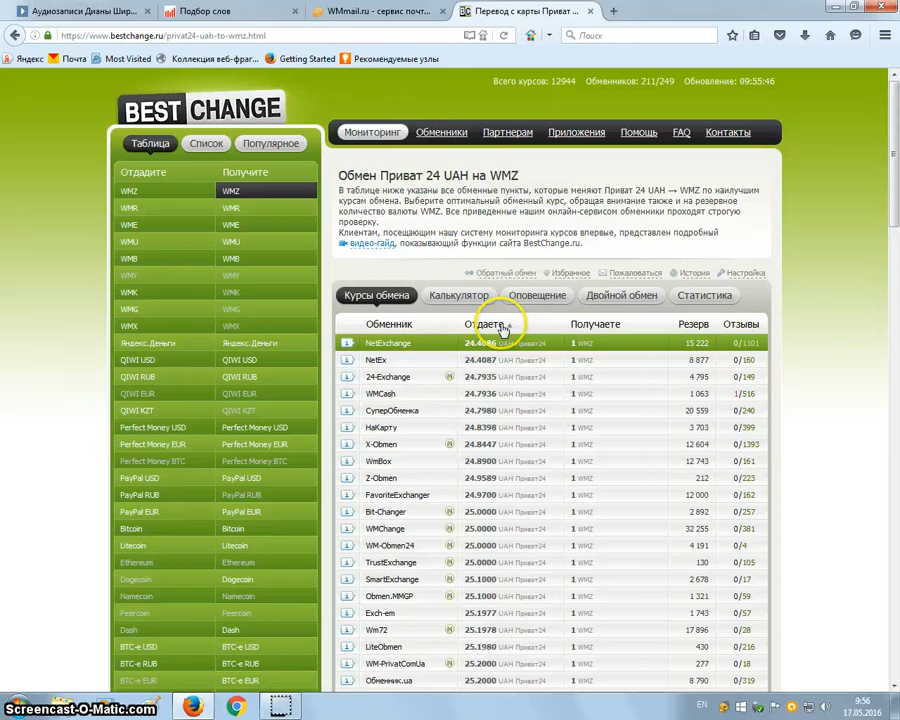 Аудиозаписи Дианы Шир...
Подбор слов
WMmail.ru - сервис почт...
BC Перевод с карты Приват ...
https://www.bestchange.ru/privat24-uah-to-wmz.html
Поиск
Яндекс Почта Most Visited Коллекция веб-фраг... Getting Started Рекомендуемые узлы
Всего курсов: 12944 Обменников: 211/249 Обновление: 09:55:46
BEST CHANGE
Мониторинг Обменники Партнерам Приложения Помощь FAQ Контакты
Таблица Список Популярное
Отдадите Получите
WMZ WMZ
WMR WMR
WME WME
WMU WMU
WMB WMB
WMY WMY
WMK WMK
WMG WMG
WMX WMX
Яндекс.Деньги Яндекс.Деньги
QIWI USD QIWI USD
QIWI RUB QIWI RUB
QIWI EUR QIWI EUR
QIWI KZT QIWI KZT
Perfect Money USD Perfect Money USD
Perfect Money EUR Perfect Money EUR
Perfect Money BTC Perfect Money BTC
PayPal USD PayPal USD
PayPal RUB PayPal RUB
PayPal EUR PayPal EUR
Bitcoin Bitcoin
Litecoin Litecoin
Ethereum Ethereum
Dogecoin Dogecoin
Namecoin Namecoin
Peercoin Peercoin
Dash Dash
BTC-e USD BTC-e USD
BTC-e RUB BTC-e RUB
BTC-e EUR BTC-e EUR
Обмен Приват 24 UAH на WMZ
В таблице ниже указаны все обменные пункты, которые меняют Приват 24 UAH → WMZ по наилучшим
курсам обмена. Выберите оптимальный обменный курс, обращая внимание также и на резервное
количество валюты WMZ. Все приведенные нашим онлайн-сервисом обменники проходят строгую
проверку.
Клиентам, посещающим нашу систему мониторинга курсов впервые, представлен подробный
видео-гайд, показывающий функции сайта BestChange.ru.
Обратный обмен Избранное Пожаловаться История Настройка
Курсы обмена Калькулятор Оповещение Двойной обмен Статистика
Обменник Отдаете Получаете Резерв Отзывы
NetExchange 24.4086 UAH Приват24 1 WMZ 15 222 0/1101
NetEx 24.4087 UAH Приват24 1 WMZ 8 877 0/160
24-Exchange 24.7935 UAH Приват24 1 WMZ 4 795 0/149
WMCash 24.7936 UAH Приват24 1 WMZ 1 063 1/516
СуперОбменка 24.7980 UAH Приват24 1 WMZ 20 559 0/240
НаКарту 24.8398 UAH Приват24 1 WMZ 3 703 0/399
X-Obmen 24.8447 UAH Приват24 1 WMZ 12 604 0/1393
WmBox 24.8900 UAH Приват24 1 WMZ 12 743 0/161
Z-Obmen 24.9589 UAH Приват24 1 WMZ 212 0/223
FavoriteExchanger 24.9700 UAH Приват24 1 WMZ 12 000 0/162
Bit-Changer 25.0000 UAH Приват24 1 WMZ 2 892 0/257
WMChange 25.0000 UAH Приват24 1 WMZ 32 255 0/381
WM-Obmen24 25.0000 UAH Приват24 1 WMZ 4 191 0/4
TrustExchange 25.0000 UAH Приват24 1 WMZ 130 0/105
SmartExchange 25.1000 UAH Приват24 1 WMZ 2 678 0/17
Obmen.MMGP 25.1000 UAH Приват24 1 WMZ 1 321 0/59
Exch-em 25.1977 UAH Приват24 1 WMZ 1 743 0/57
Wm72 25.1978 UAH Приват24 1 WMZ 2 897 0/28
LiteObmen 25.1980 UAH Приват24 1 WMZ 430 0/216
WM-PrivatComUa 25.2000 UAH Приват24 1 WMZ 277 0/18
Обменник.ua 25.2000 UAH Приват24 1 WMZ 8 790 0/319
EN
9:56
17.05.2016
Screencast-O-Matic.com